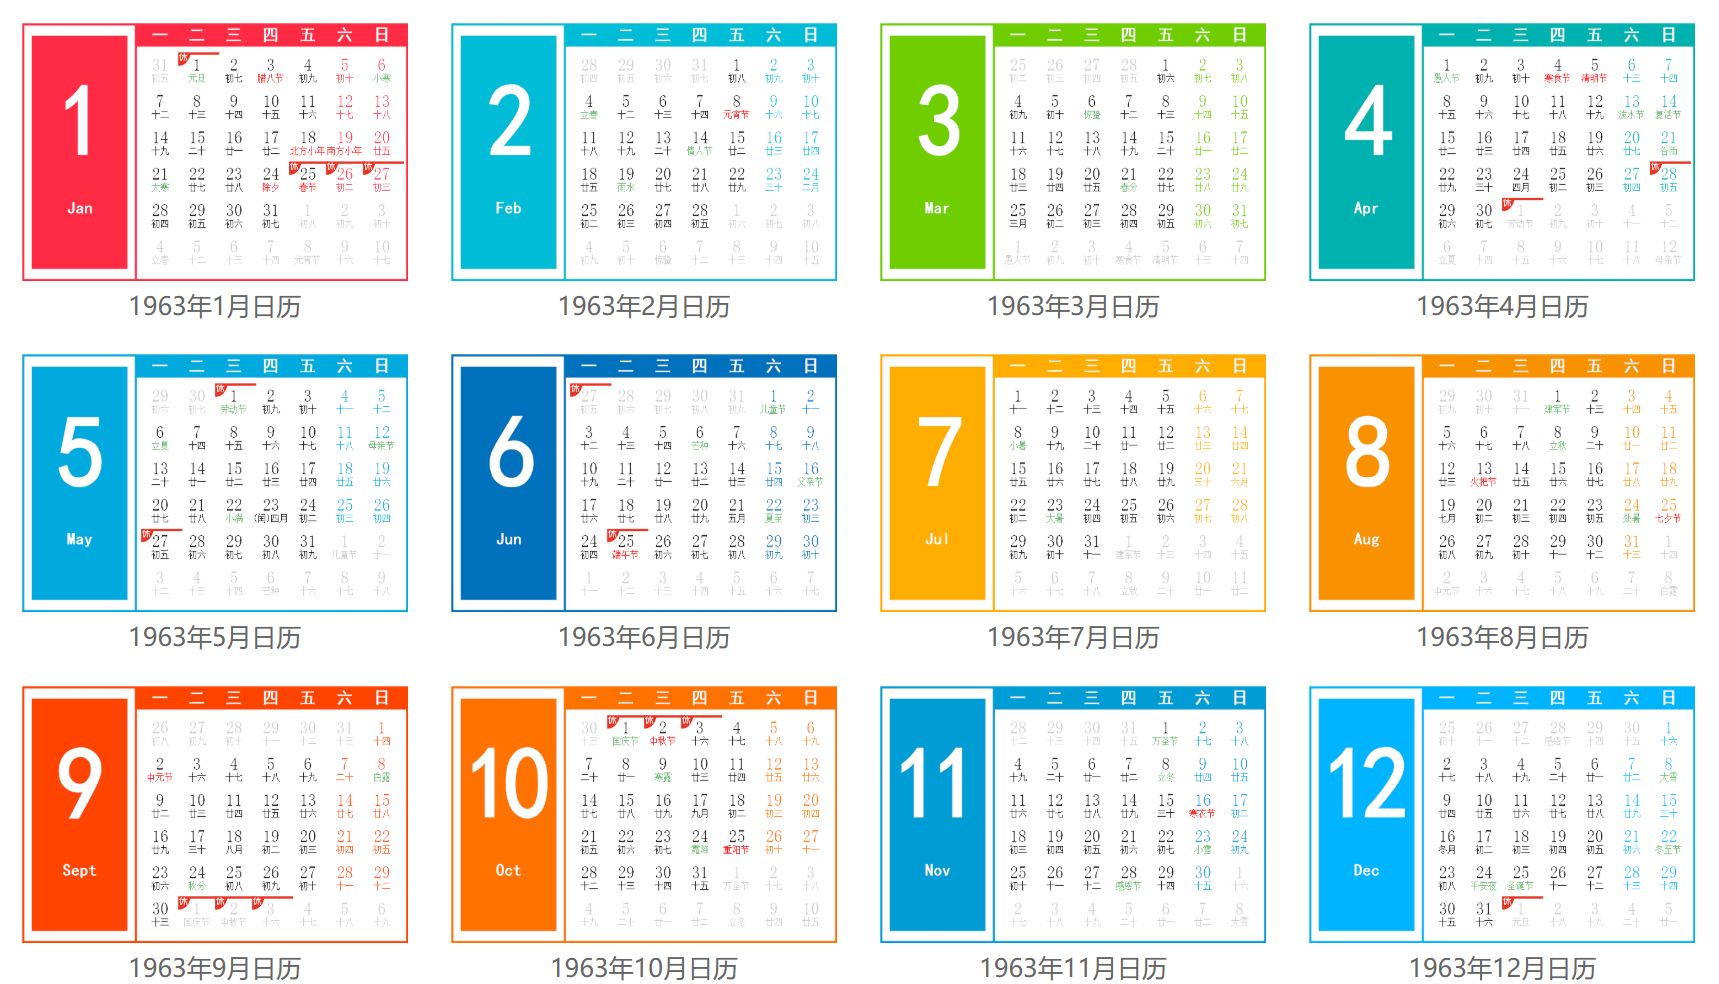 一 二 三 四 五 六 日
休
31 1 2 3 4 5 6
初五 元旦 初七 腊八节 初九 初十 小寒
7 8 9 10 11 12 13
十二 十三 十四 十五 十六 十七 十八
14 15 16 17 18 19 20
十九 二十 廿一 廿二 北方小年 南方小年 廿五
休 休 休
21 22 23 24 25 26 27
大寒 廿七 廿八 除夕 春节 初二 初三
28 29 30 31 1 2 3
初四 初五 初六 初七 初八 初九 初十
4 5 6 7 8 9 10
立春 十二 十三 十四 元宵节 十六 十七
1
Jan
1963年1月日历
一 二 三 四 五 六 日
28 29 30 31 1 2 3
初四 初五 初六 初七 初八 初九 初十
4 5 6 7 8 9 10
立春 十二 十三 十四 元宵节 十六 十七
11 12 13 14 15 16 17
十八 十九 二十 情人节 廿二 廿三 廿四
18 19 20 21 22 23 24
廿五 雨水 廿七 廿八 廿九 三十 二月
25 26 27 28 1 2 3
初二 初三 初四 初五 初六 初七 初八
4 5 6 7 8 9 10
初九 初十 惊蛰 十二 十三 十四 十五
2
Feb
1963年2月日历
一 二 三 四 五 六 日
25 26 27 28 1 2 3
初二 初三 初四 初五 初六 初七 初八
4 5 6 7 8 9 10
初九 初十 惊蛰 十二 十三 十四 十五
11 12 13 14 15 16 17
十六 十七 十八 十九 二十 廿一 廿二
18 19 20 21 22 23 24
廿三 廿四 廿五 春分 廿七 廿八 廿九
25 26 27 28 29 30 31
三月 初二 初三 初四 初五 初六 初七
1 2 3 4 5 6 7
愚人节 初九 初十 寒食节 清明节 十三 十四
3
Mar
1963年3月日历
一 二 三 四 五 六 日
1 2 3 4 5 6 7
愚人节 初九 初十 寒食节 清明节 十三 十四
8 9 10 11 12 13 14
十五 十六 十七 十八 十九 泼水节 复活节
15 16 17 18 19 20 21
廿二 廿三 廿四 廿五 廿六 廿七 谷雨
休
22 23 24 25 26 27 28
廿九 三十 四月 初二 初三 初四 初五
休
29 30 1 2 3 4 5
初六 初七 劳动节 初九 初十 十一 十二
6 7 8 9 10 11 12
立夏 十四 十五 十六 十七 十八 母亲节
4
Apr
1963年4月日历
一 二 三 四 五 六 日
休
29 30 1 2 3 4 5
初六 初七 劳动节 初九 初十 十一 十二
6 7 8 9 10 11 12
立夏 十四 十五 十六 十七 十八 母亲节
13 14 15 16 17 18 19
二十 廿一 廿二 廿三 廿四 廿五 廿六
20 21 22 23 24 25 26
廿七 廿八 小满 (闰)四月 初二 初三 初四
休
27 28 29 30 31 1 2
初五 初六 初七 初八 初九 儿童节 十一
3 4 5 6 7 8 9
十二 十三 十四 芒种 十六 十七 十八
5
May
1963年5月日历
一 二 三 四 五 六 日
休
27 28 29 30 31 1 2
初五 初六 初七 初八 初九 儿童节 十一
3 4 5 6 7 8 9
十二 十三 十四 芒种 十六 十七 十八
10 11 12 13 14 15 16
十九 二十 廿一 廿二 廿三 廿四 父亲节
17 18 19 20 21 22 23
廿六 廿七 廿八 廿九 五月 夏至 初三
休
24 25 26 27 28 29 30
初四 端午节 初六 初七 初八 初九 初十
1 2 3 4 5 6 7
十一 十二 十三 十四 十五 十六 十七
6
Jun
1963年6月日历
一 二 三 四 五 六 日
1 2 3 4 5 6 7
十一 十二 十三 十四 十五 十六 十七
8 9 10 11 12 13 14
小暑 十九 二十 廿一 廿二 廿三 廿四
15 16 17 18 19 20 21
廿五 廿六 廿七 廿八 廿九 三十 六月
22 23 24 25 26 27 28
初二 大暑 初四 初五 初六 初七 初八
29 30 31 1 2 3 4
初九 初十 十一 建军节 十三 十四 十五
5 6 7 8 9 10 11
十六 十七 十八 立秋 二十 廿一 廿二
7
Jul
1963年7月日历
一 二 三 四 五 六 日
29 30 31 1 2 3 4
初九 初十 十一 建军节 十三 十四 十五
5 6 7 8 9 10 11
十六 十七 十八 立秋 二十 廿一 廿二
12 13 14 15 16 17 18
廿三 火把节 廿五 廿六 廿七 廿八 廿九
19 20 21 22 23 24 25
七月 初二 初三 初四 初五 处暑 七夕节
26 27 28 29 30 31 1
初八 初九 初十 十一 十二 十三 十四
2 3 4 5 6 7 8
中元节 十六 十七 十八 十九 二十 白露
8
Aug
1963年8月日历
一 二 三 四 五 六 日
26 27 28 29 30 31 1
初八 初九 初十 十一 十二 十三 十四
2 3 4 5 6 7 8
中元节 十六 十七 十八 十九 二十 白露
9 10 11 12 13 14 15
廿二 廿三 廿四 廿五 廿六 廿七 廿八
16 17 18 19 20 21 22
廿九 三十 八月 初二 初三 初四 初五
23 24 25 26 27 28 29
初六 秋分 初八 初九 初十 十一 十二
休 休 休
30 1 2 3 4 5 6
十三 国庆节 中秋节 十六 十七 十八 十九
9
Sept
1963年9月日历
一 二 三 四 五 六 日
休 休 休
30 1 2 3 4 5 6
十三 国庆节 中秋节 十六 十七 十八 十九
7 8 9 10 11 12 13
二十 廿一 寒露 廿三 廿四 廿五 廿六
14 15 16 17 18 19 20
廿七 廿八 廿九 九月 初二 初三 初四
21 22 23 24 25 26 27
初五 初六 初七 霜降 重阳节 初十 十一
28 29 30 31 1 2 3
十二 十三 十四 十五 万圣节 十七 十八
4 5 6 7 8 9 10
十九 二十 廿一 廿二 立冬 廿四 廿五
10
Oct
1963年10月日历
一 二 三 四 五 六 日
28 29 30 31 1 2 3
十二 十三 十四 十五 万圣节 十七 十八
4 5 6 7 8 9 10
十九 二十 廿一 廿二 立冬 廿四 廿五
11 12 13 14 15 16 17
廿六 廿七 廿八 廿九 三十 寒衣节 初二
18 19 20 21 22 23 24
初三 初四 初五 初六 初七 小雪 初九
25 26 27 28 29 30 1
初十 十一 十二 感恩节 十四 十五 十六
2 3 4 5 6 7 8
十七 十八 十九 二十 廿一 廿二 大雪
11
Nov
1963年11月日历
一 二 三 四 五 六 日
25 26 27 28 29 30 1
初十 十一 十二 感恩节 十四 十五 十六
2 3 4 5 6 7 8
十七 十八 十九 二十 廿一 廿二 大雪
9 10 11 12 13 14 15
廿四 廿五 廿六 廿七 廿八 廿九 三十
16 17 18 19 20 21 22
冬月 初二 初三 初四 初五 初六 冬至节
23 24 25 26 27 28 29
初八 平安夜 圣诞节 十一 十二 十三 十四
休
30 31 1 2 3 4 5
十五 十六 元旦 十八 十九 二十 廿一
12
Dec
1963年12月日历